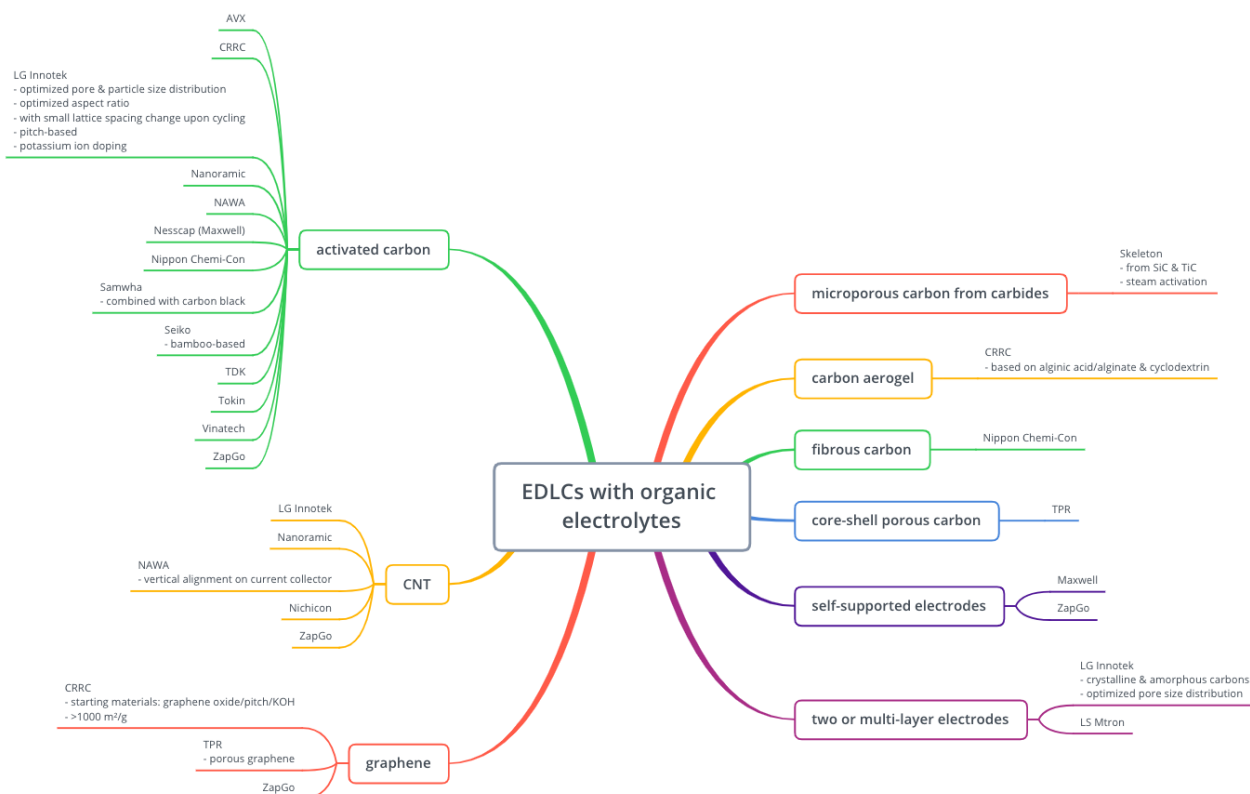 AVX
CRRC
LG Innotek
- optimized pore & particle size distribution
- optimized aspect ratio
- with small lattice spacing change upon cycling
- pitch-based
- potassium ion doping
Nanoramic
NAWA
Nesscap (Maxwell)
Nippon Chemi-Con
Samwha
- combined with carbon black
Seiko
- bamboo-based
TDK
Tokin
Vinatech
ZapGo
activated carbon
LG Innotek
Nanoramic
NAWA
- vertical alignment on current collector
Nichicon
ZapGo
CNT
CRRC
- starting materials: graphene oxide/pitch/KOH
- >1000 m²/g
TPR
- porous graphene
ZapGo
graphene
EDLCs with organic
electrolytes
microporous carbon from carbides
Skeleton
- from SiC & TiC
- steam activation
carbon aerogel
CRRC
- based on alginic acid/alginate & cyclodextrin
fibrous carbon
Nippon Chemi-Con
core-shell porous carbon
TPR
self-supported electrodes
Maxwell
ZapGo
two or multi-layer electrodes
LG Innotek
- crystalline & amorphous carbons
- optimized pore size distribution
LS Mtron